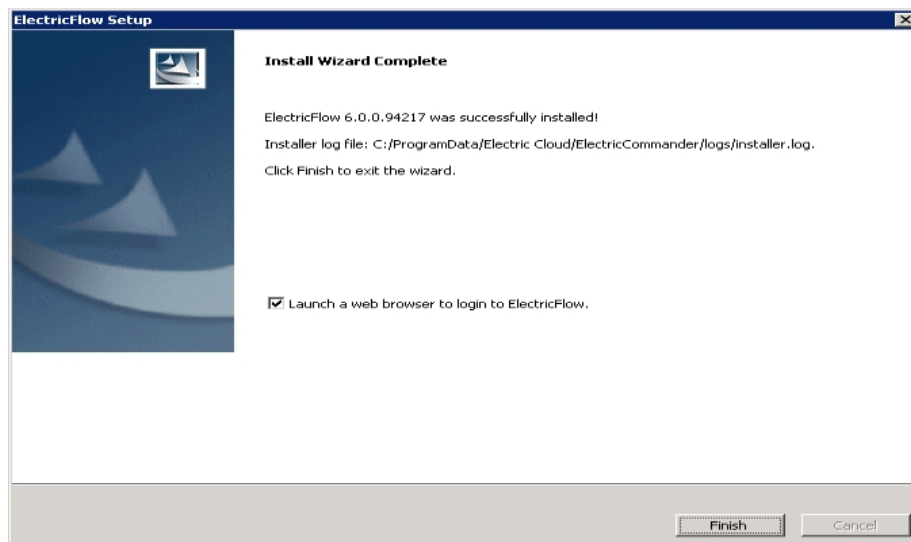 ElectricFlow Setup
Install Wizard Complete
ElectricFlow 6.0.0.94217 was successfully installed!
Installer log file: C:/ProgramData/Electric Cloud/ElectricCommander/logs/installer.log.
Click Finish to exit the wizard.
Launch a web browser to login to ElectricFlow.
Finish
Cancel